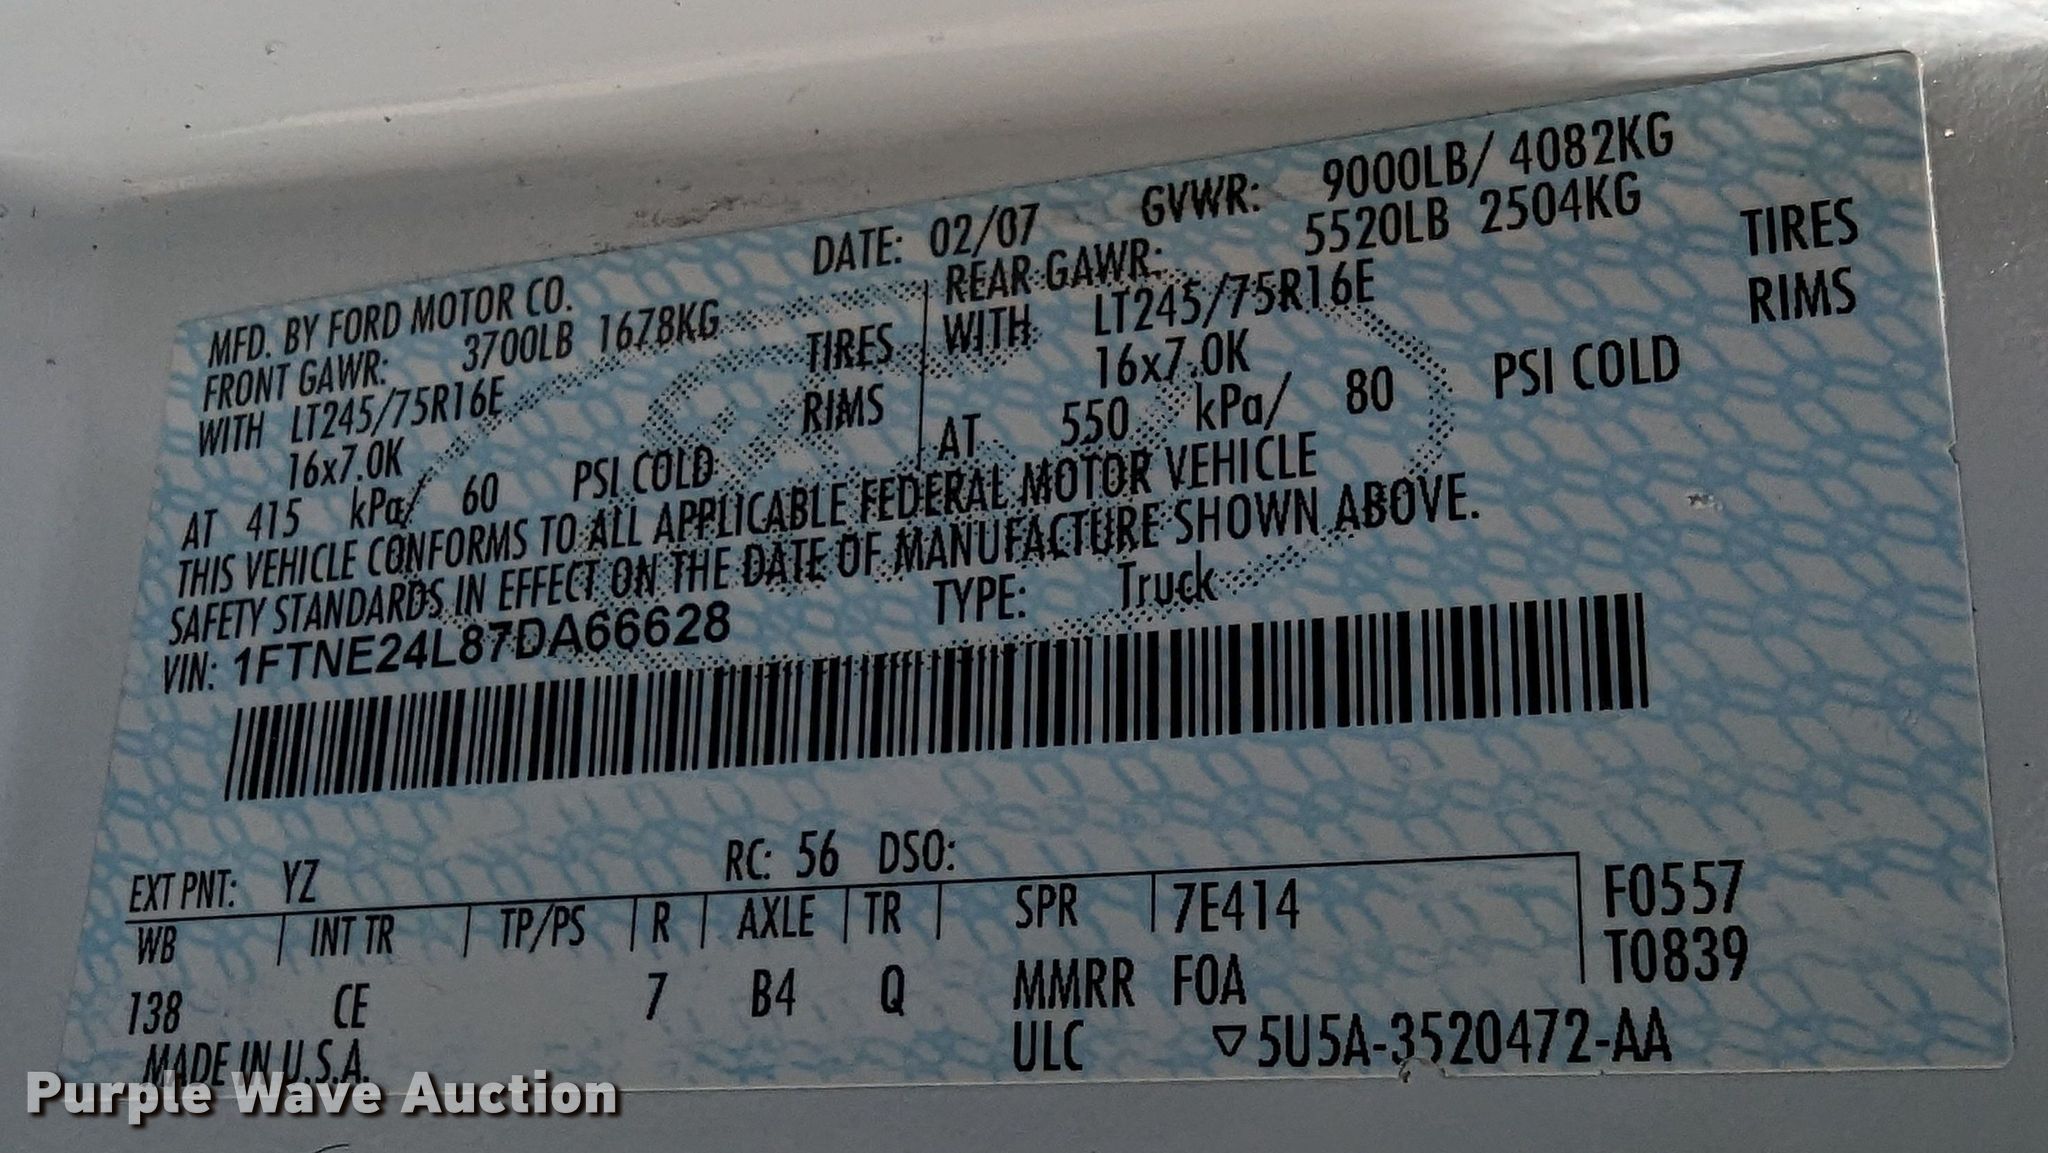 MFD. BY FORD MOTOR CO. DATE: 02/07 GVWR: 9000LB/ 4082KG
FRONT GAWR: 3700LB 1678KG REAR GAWR: 5520LB 2504KG
WITH LT245/75R16E TIRES WITH LT245/75R16E TIRES
16x7.0K RIMS 16x7.0K RIMS
AT 415 kPa/ 60 PSI COLD AT 550 kPa/ 80 PSI COLD
THIS VEHICLE CONFORMS TO ALL APPLICABLE FEDERAL MOTOR VEHICLE
SAFETY STANDARDS IN EFFECT ON THE DATE OF MANUFACTURE SHOWN ABOVE.
VIN: 1FTNE24L87DA66628 TYPE: Truck
EXT PNT: YZ RC: 56 DSO:
WB INT TR TP/PS R AXLE TR SPR 7E414 F0557
138 CE 7 B4 Q MMRR F0A T0839
MADE IN U.S.A. ULC ▽5U5A-3520472-AA
Purple Wave Auction